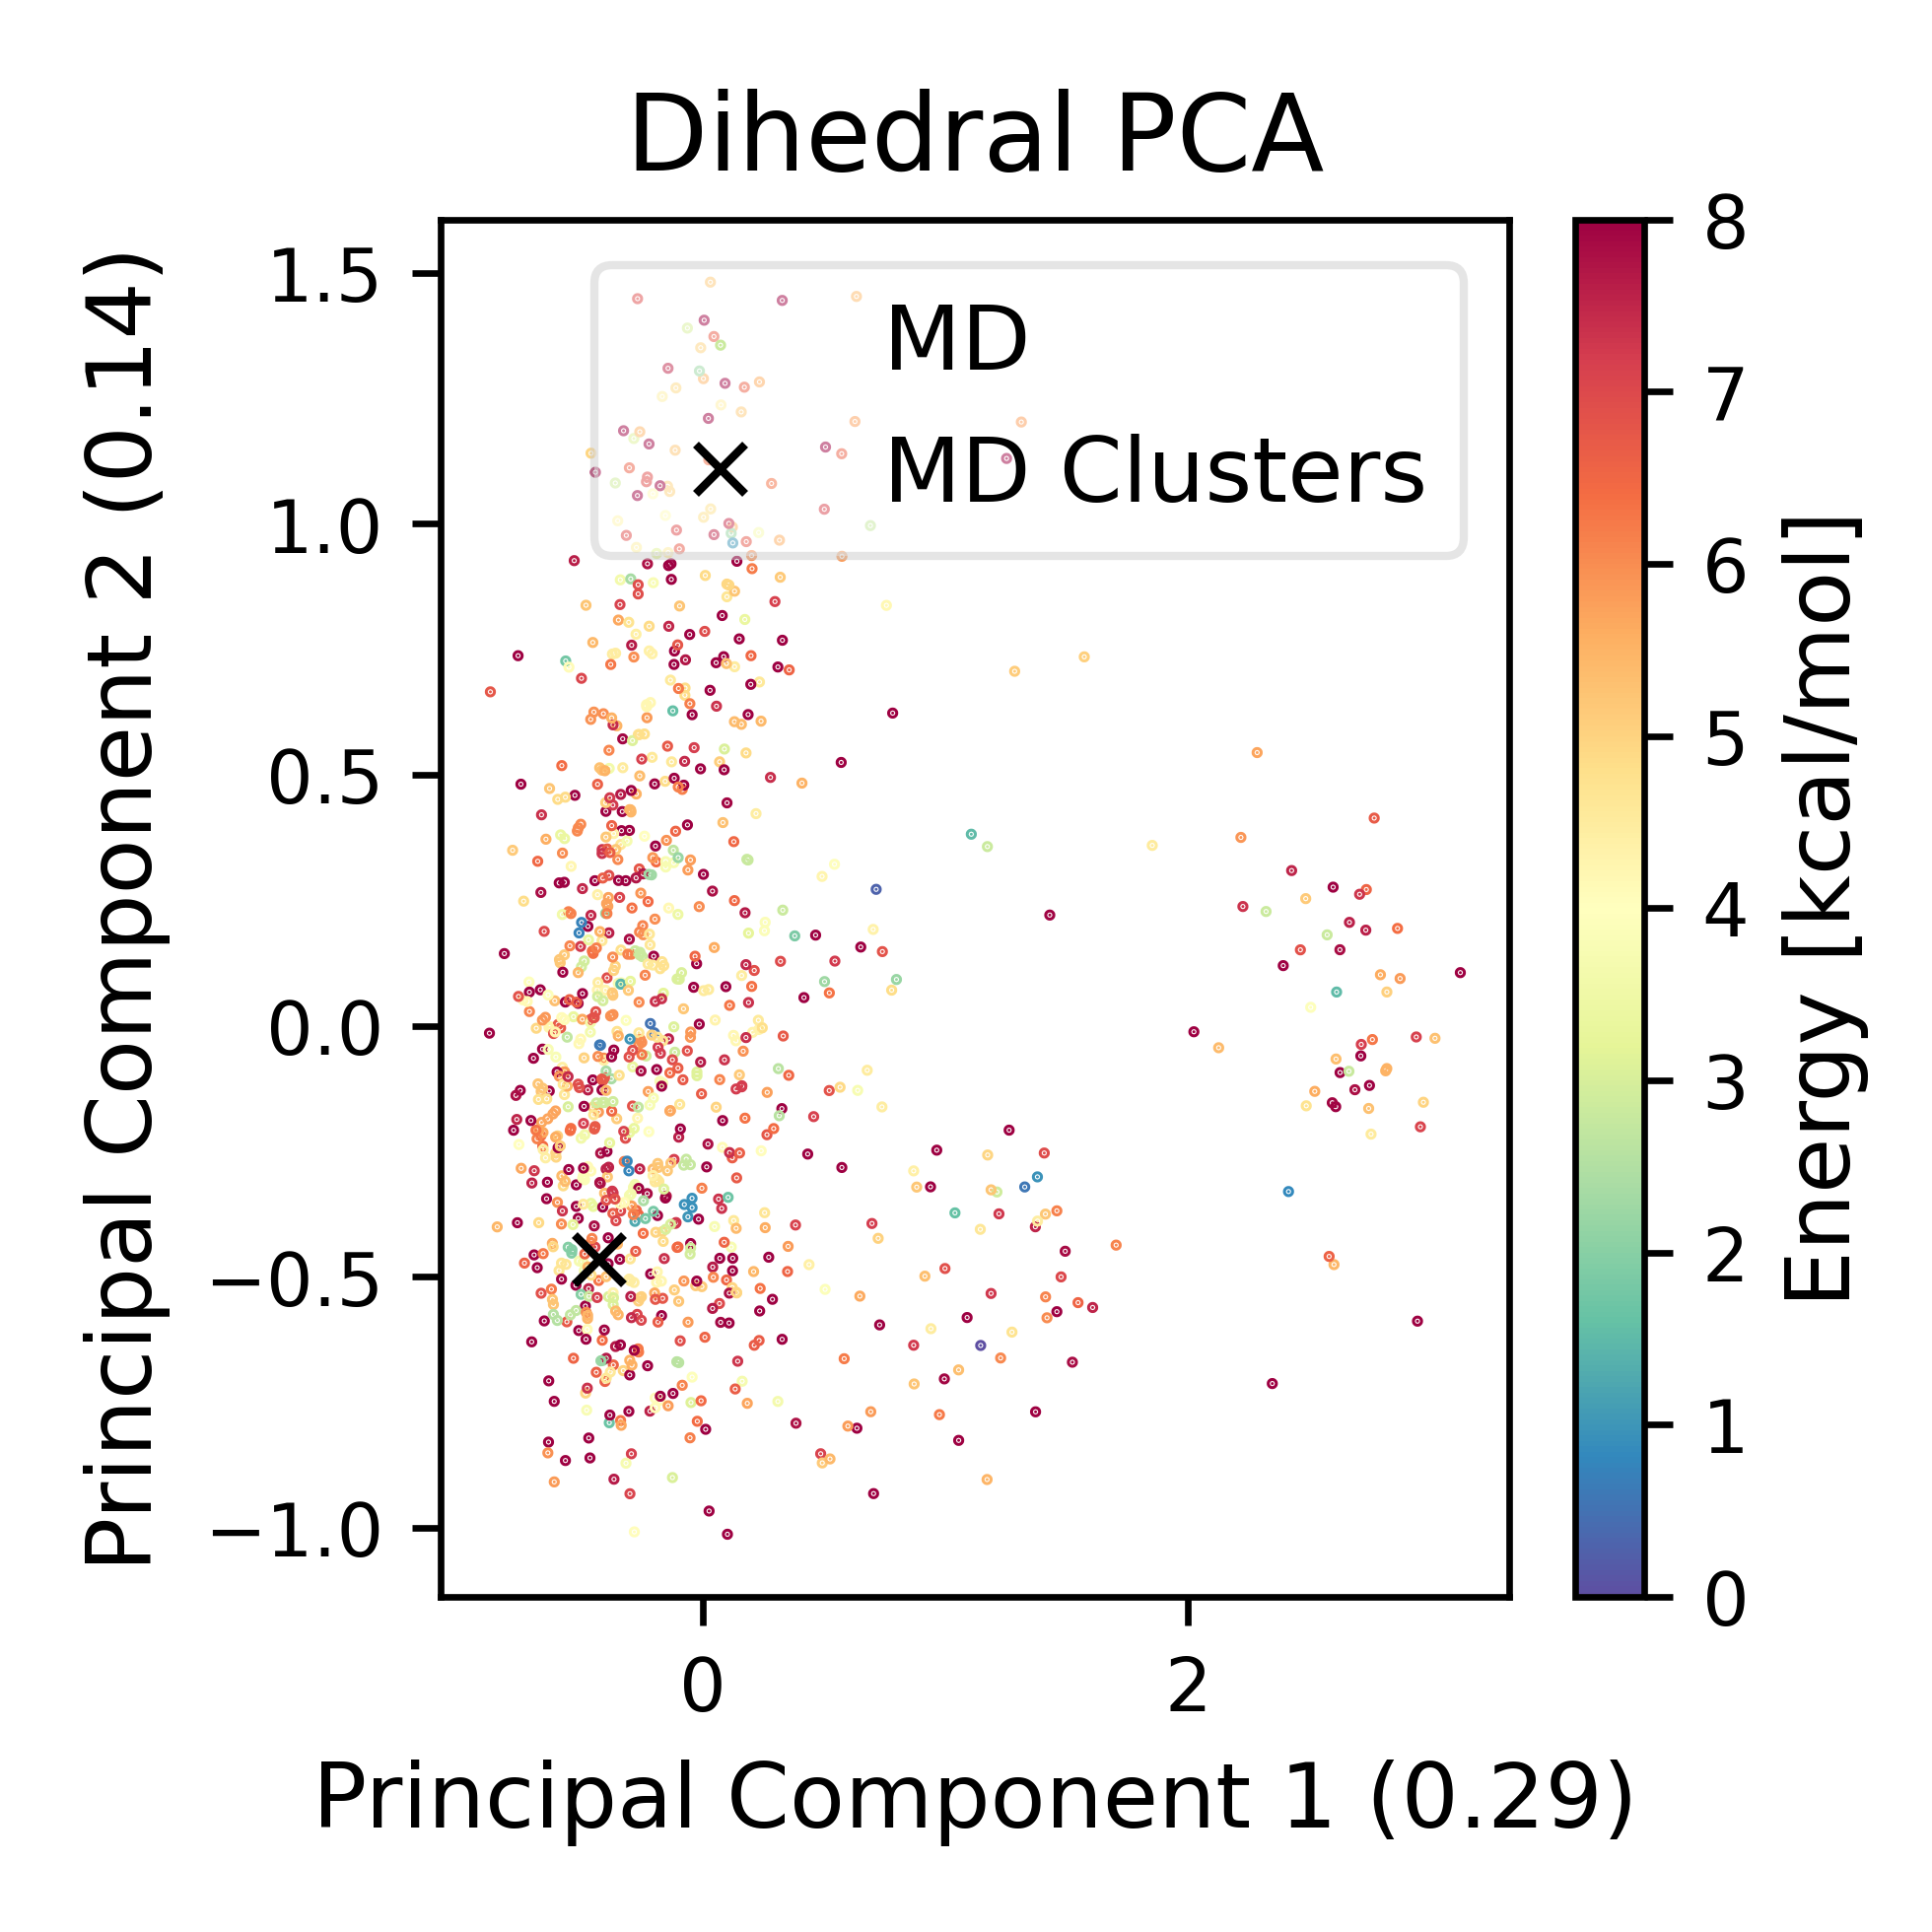 Dihedral PCA
Principal Component 2 (0.14)
1.5
1.0
0.5
0.0
−0.5
−1.0
MD
MD Clusters
0
2
Principal Component 1 (0.29)
8
7
6
5
4
3
2
1
0
Energy [kcal/mol]